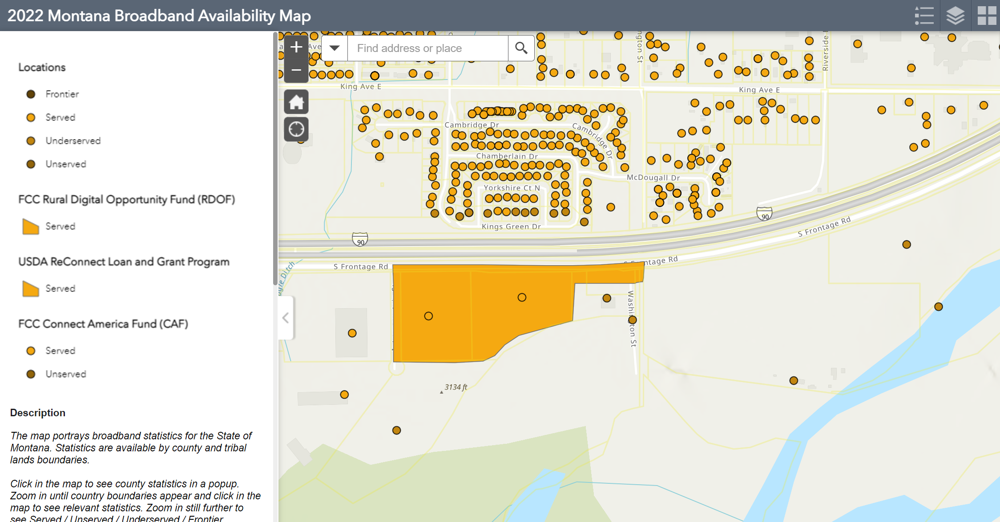 2022 Montana Broadband Availability Map
Locations
Frontier
Served
Underserved
Unserved
FCC Rural Digital Opportunity Fund (RDOF)
Served
USDA ReConnect Loan and Grant Program
Served
FCC Connect America Fund (CAF)
Served
Unserved
Description
The map portrays broadband statistics for the State of
Montana. Statistics are available by county and tribal
lands boundaries.
Click in the map to see county statistics in a popup.
Zoom in until country boundaries appear and click in the
map to see relevant statistics. Zoom in still further to
see Served / Unserved / Underserved / Frontier
+
−
Find address or place
Ave
ngton St
Riverside
King Ave E
King Ave E
Cambridge Dr
Cambridge Dr
Chamberlain Dr
McDougall Dr
Yorkshire Ct N
Kings Green Dr
90
90
S Frontage Rd
S Frontage Rd
S Frontage Rd
Ditch
Washington St
3134 ft